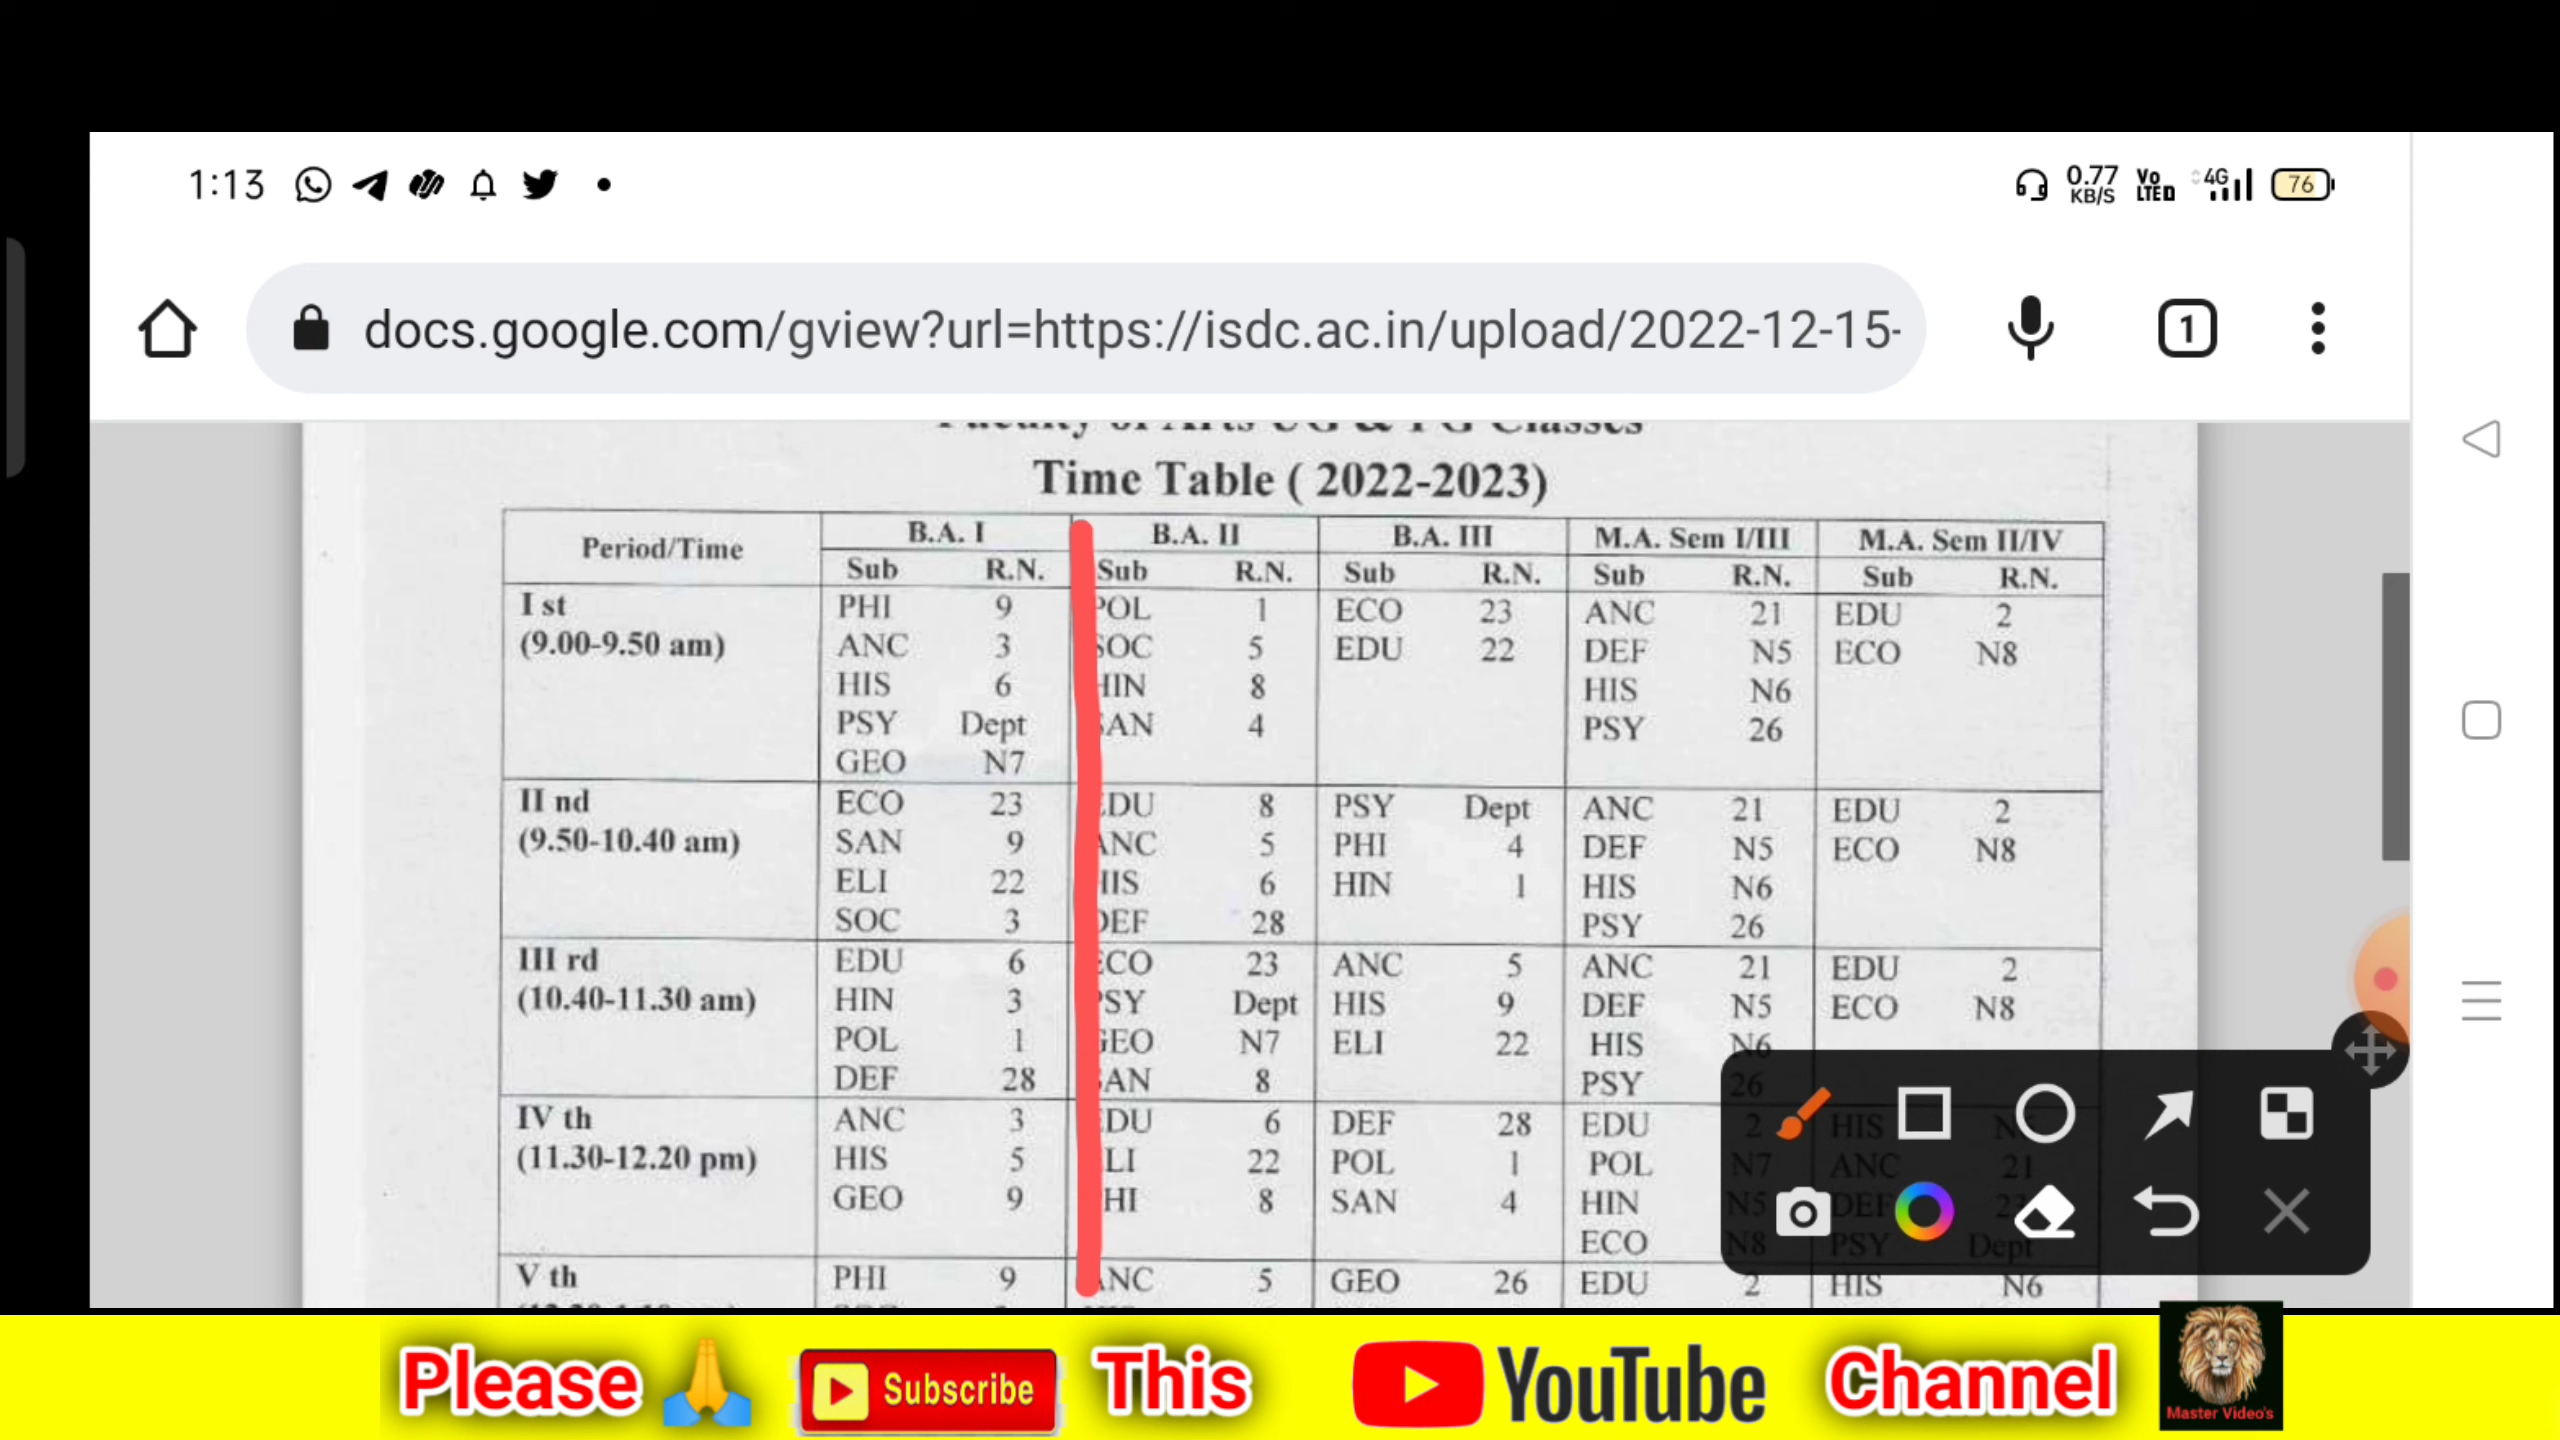 1:13 0.77 KB/S Vo LTE 4G 76
docs.google.com/gview?url=https://isdc.ac.in/upload/2022-12-15-
1
Faculty of Arts UG & PG Classes
Time Table ( 2022-2023)
Period/Time B.A. I B.A. II B.A. III M.A. Sem I/III M.A. Sem II/IV
Sub R.N. Sub R.N. Sub R.N. Sub R.N. Sub R.N.
I st PHI 9 POL 1 ECO 23 ANC 21 EDU 2
(9.00-9.50 am) ANC 3 SOC 5 EDU 22 DEF N5 ECO N8
HIS 6 HIN 8 HIS N6
PSY Dept SAN 4 PSY 26
GEO N7
II nd ECO 23 EDU 8 PSY Dept ANC 21 EDU 2
(9.50-10.40 am) SAN 9 ANC 5 PHI 4 DEF N5 ECO N8
ELI 22 HIS 6 HIN 1 HIS N6
SOC 3 DEF 28 PSY 26
III rd EDU 6 ECO 23 ANC 5 ANC 21 EDU 2
(10.40-11.30 am) HIN 3 PSY Dept HIS 9 DEF N5 ECO N8
POL 1 GEO N7 ELI 22 HIS N6
DEF 28 SAN 8 PSY 26
IV th ANC 3 EDU 6 DEF 28 EDU 2 HIS
(11.30-12.20 pm) HIS 5 ELI 22 POL 1 POL N7 ANC 21
GEO 9 PHI 8 SAN 4 HIN N5 DEF
ECO N8 PSY Dept
V th PHI 9 ANC 5 GEO 26 EDU 2 HIS N6
Please Subscribe This YouTube Channel
Master Video's